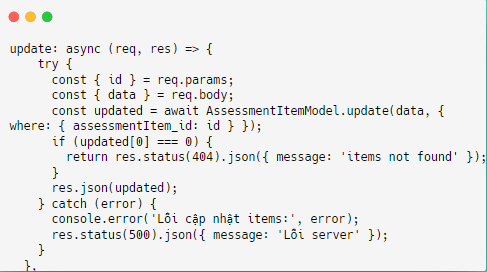 update: async (req, res) => {
    try {
      const { id } = req.params;
      const { data } = req.body;
      const updated = await AssessmentItemModel.update(data, {
where: { assessmentItem_id: id } });
      if (updated[0] === 0) {
        return res.status(404).json({ message: 'items not found' });
      }
      res.json(updated);
    } catch (error) {
      console.error('Lỗi cập nhật items:', error);
      res.status(500).json({ message: 'Lỗi server' });
    }
  },